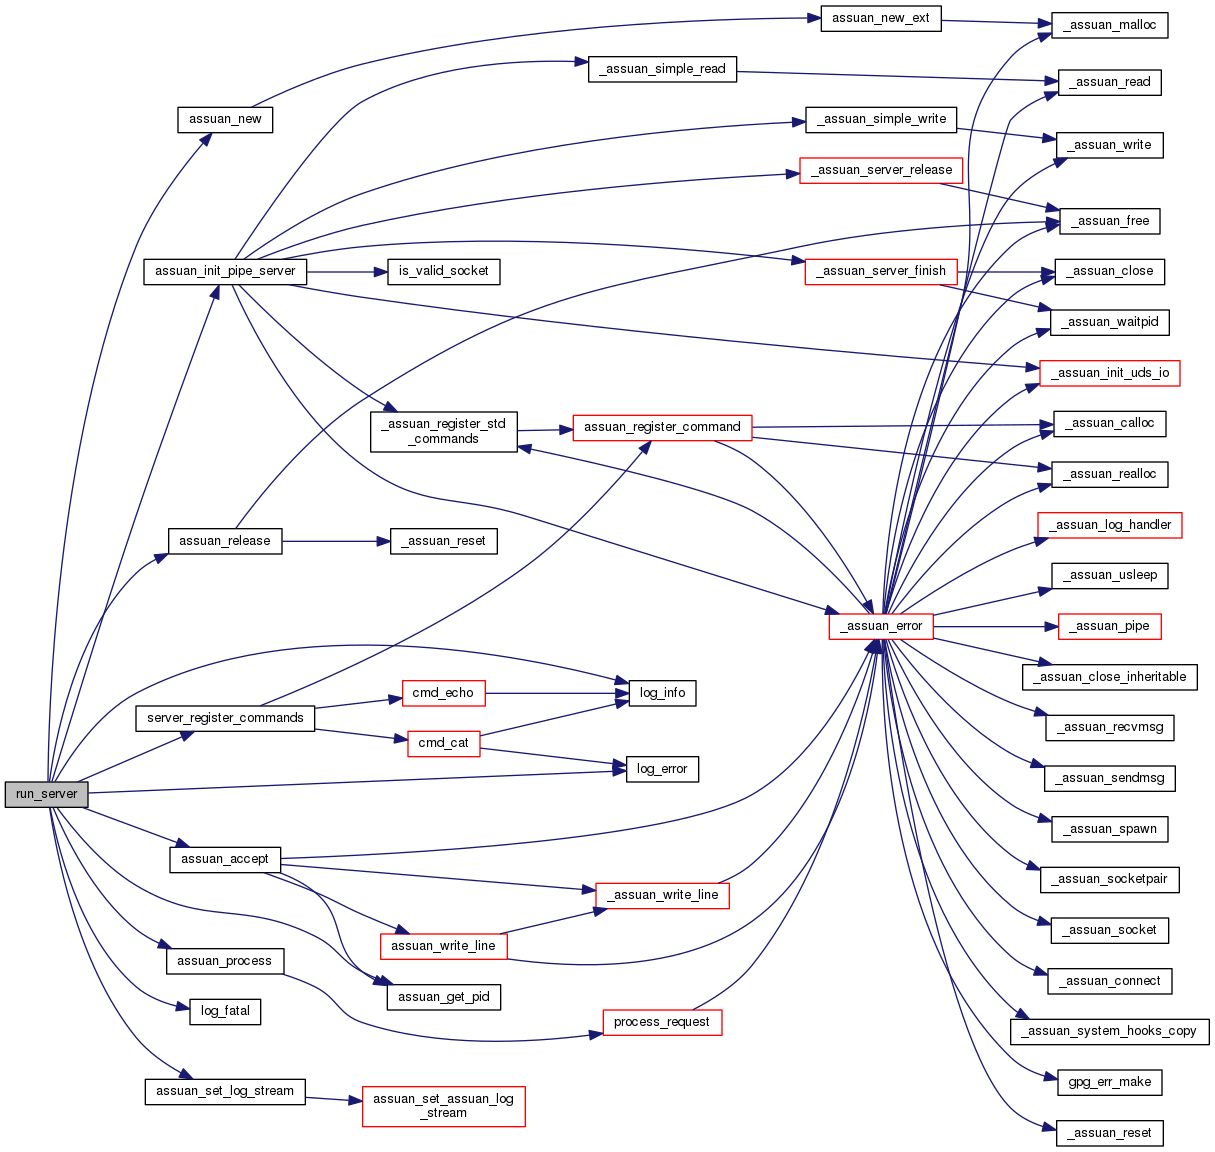 assuan_new_ext
_assuan_malloc
_assuan_simple_read
_assuan_read
assuan_new
_assuan_simple_write
_assuan_write
_assuan_server_release
_assuan_free
assuan_init_pipe_server
is_valid_socket
_assuan_server_finish
_assuan_close
_assuan_waitpid
_assuan_init_uds_io
_assuan_register_std
_commands
assuan_register_command
_assuan_calloc
_assuan_realloc
_assuan_log_handler
assuan_release
_assuan_reset
_assuan_usleep
_assuan_error
_assuan_pipe
_assuan_close_inheritable
cmd_echo
log_info
server_register_commands
_assuan_recvmsg
cmd_cat
log_error
_assuan_sendmsg
run_server
_assuan_spawn
assuan_accept
_assuan_socketpair
_assuan_write_line
_assuan_socket
assuan_write_line
assuan_process
_assuan_connect
assuan_get_pid
log_fatal
process_request
_assuan_system_hooks_copy
gpg_err_make
assuan_set_log_stream
assuan_set_assuan_log
_stream
_assuan_reset